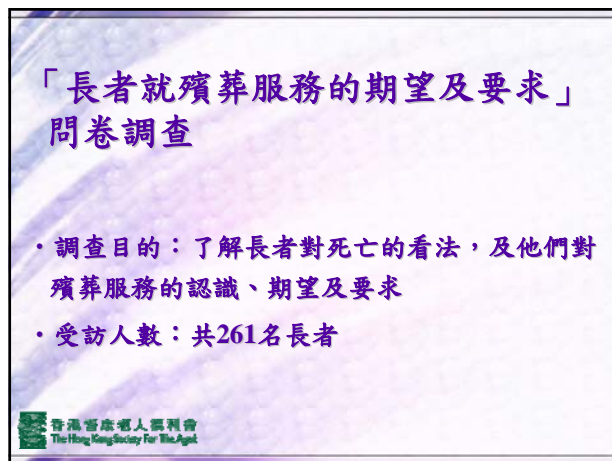 「長者就殯葬服務的期望及要求」
問卷調查
・調查目的：了解長者對死亡的看法，及他們對
殯葬服務的認識、期望及要求
・受訪人數：共261名長者
香港耆康老人福利會
The Hong Kong Society For The Aged